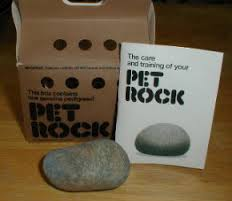 This box contains
one genuine pedigreed
PET
ROCK
The care
and training of your
PET
ROCK